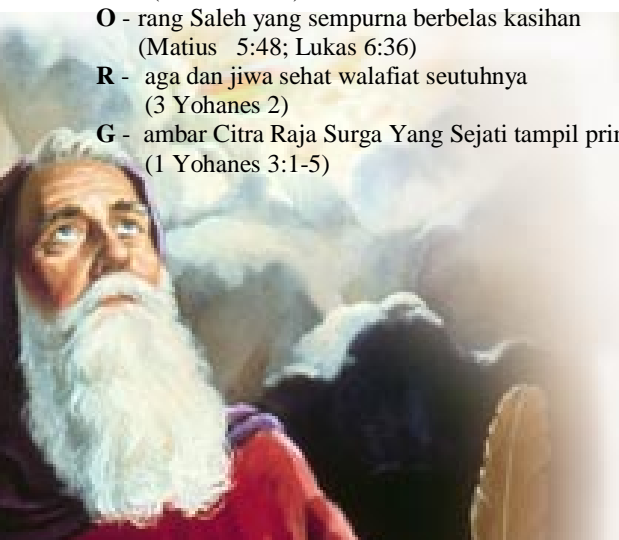 O - rang Saleh yang sempurna berbelas kasihan
(Matius 5:48; Lukas 6:36)
R - aga dan jiwa sehat walafiat seutuhnya
(3 Yohanes 2)
G - ambar Citra Raja Surga Yang Sejati tampil
(1 Yohanes 3:1-5)